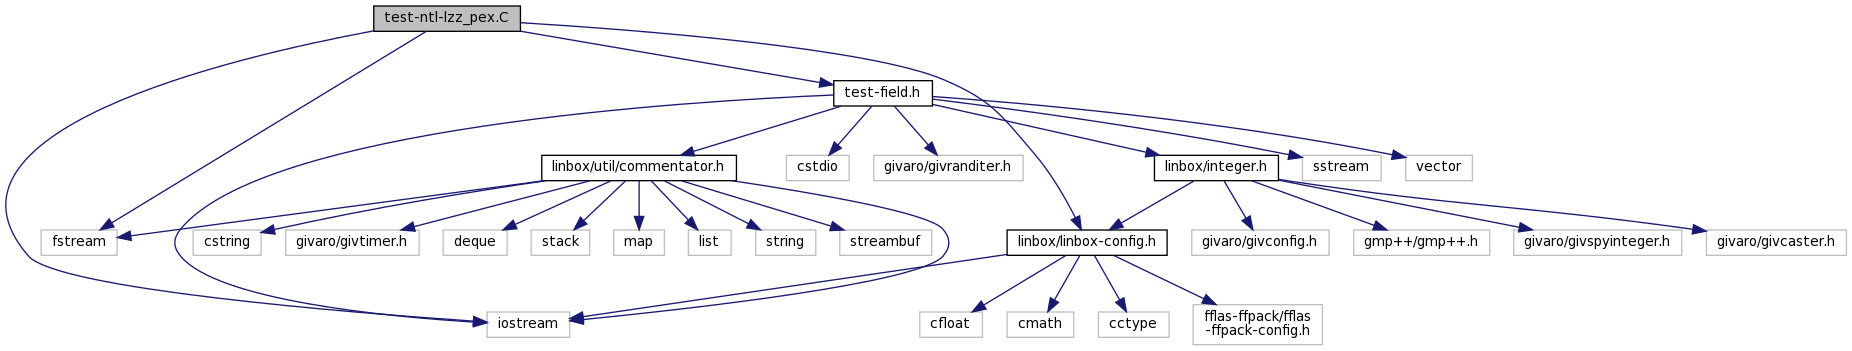 test-ntl-lzz_pex.C
test-field.h
linbox/util/commentator.h
cstdio
givaro/givranditer.h
linbox/integer.h
sstream
vector
fstream
cstring
givaro/givtimer.h
deque
stack
map
list
string
streambuf
linbox/linbox-config.h
givaro/givconfig.h
gmp++/gmp++.h
givaro/givspyinteger.h
givaro/givcaster.h
iostream
cfloat
cmath
cctype
fflas-ffpack/fflas
-ffpack-config.h